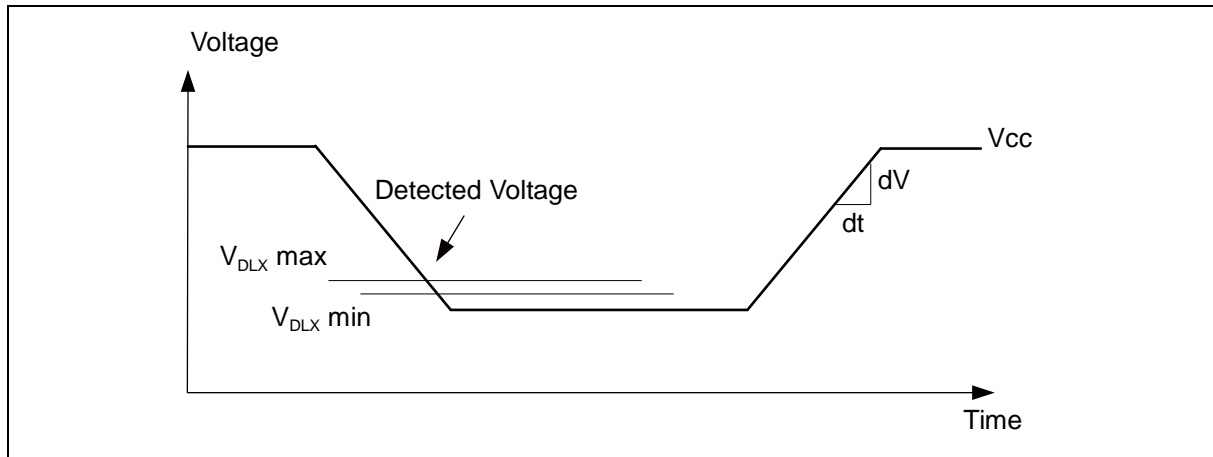 Voltage
Vcc
dV
Detected Voltage
dt
V_DLX max
V_DLX min
Time